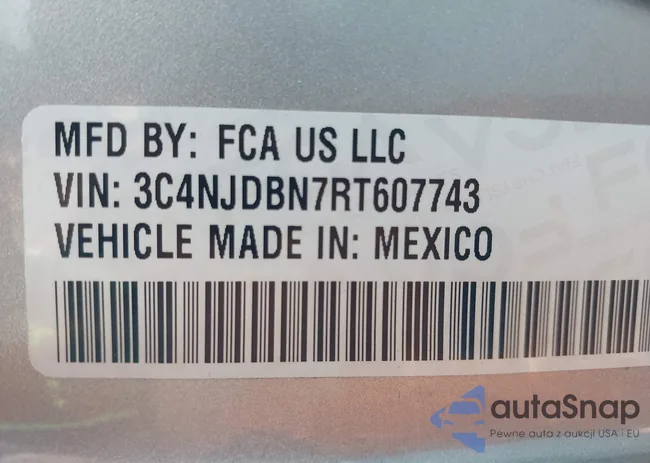 MFD BY: FCA US LLC
VIN: 3C4NJDBN7RT607743
VEHICLE MADE IN: MEXICO
autaSnap
Pewne auta z aukcji USA i EU